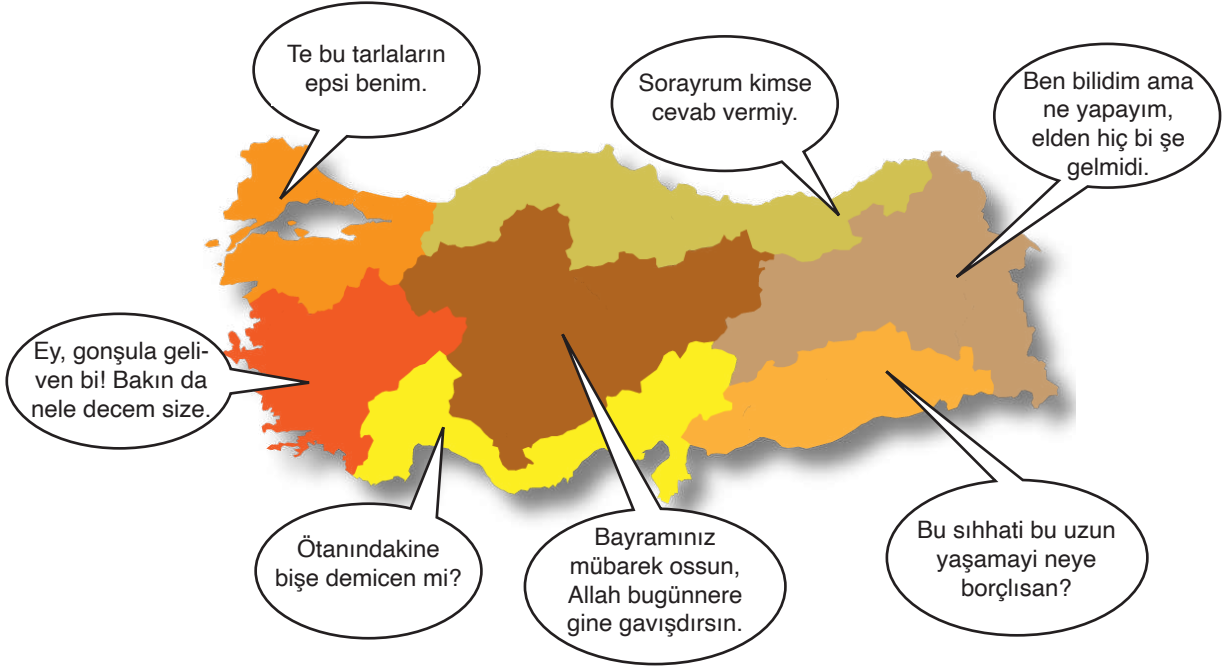 Te bu tarlaların
epsi benim.
Sorayrum kimse
cevab vermiy.
Ben bilidim ama
ne yapayım,
elden hiç bi şe
gelmidi.
Ey, gonşula geli-
ven bi! Bakın da
nele decem size.
Ötanındakine
bişe demicen mi?
Bayramınız
mübarek ossun,
Allah bugünnere
gine gavışdırsın.
Bu sıhhati bu uzun
yaşamayi neye
borçlısan?